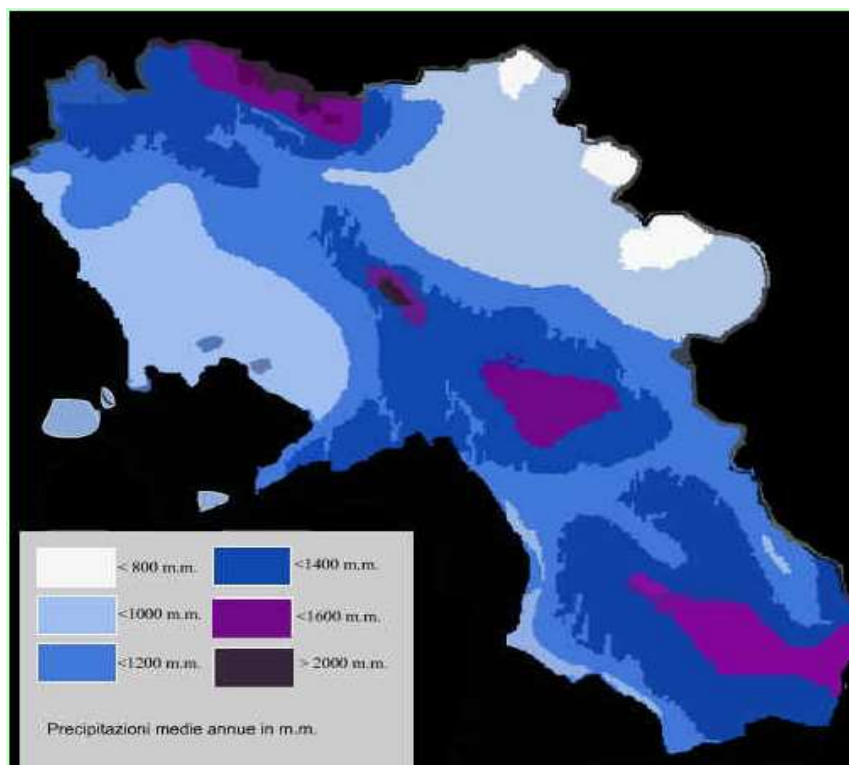 < 800 m.m.
<1400 m.m.
<1000 m.m.
<1600 m.m.
<1200 m.m.
> 2000 m.m.
Precipitazioni medie annue in m.m.